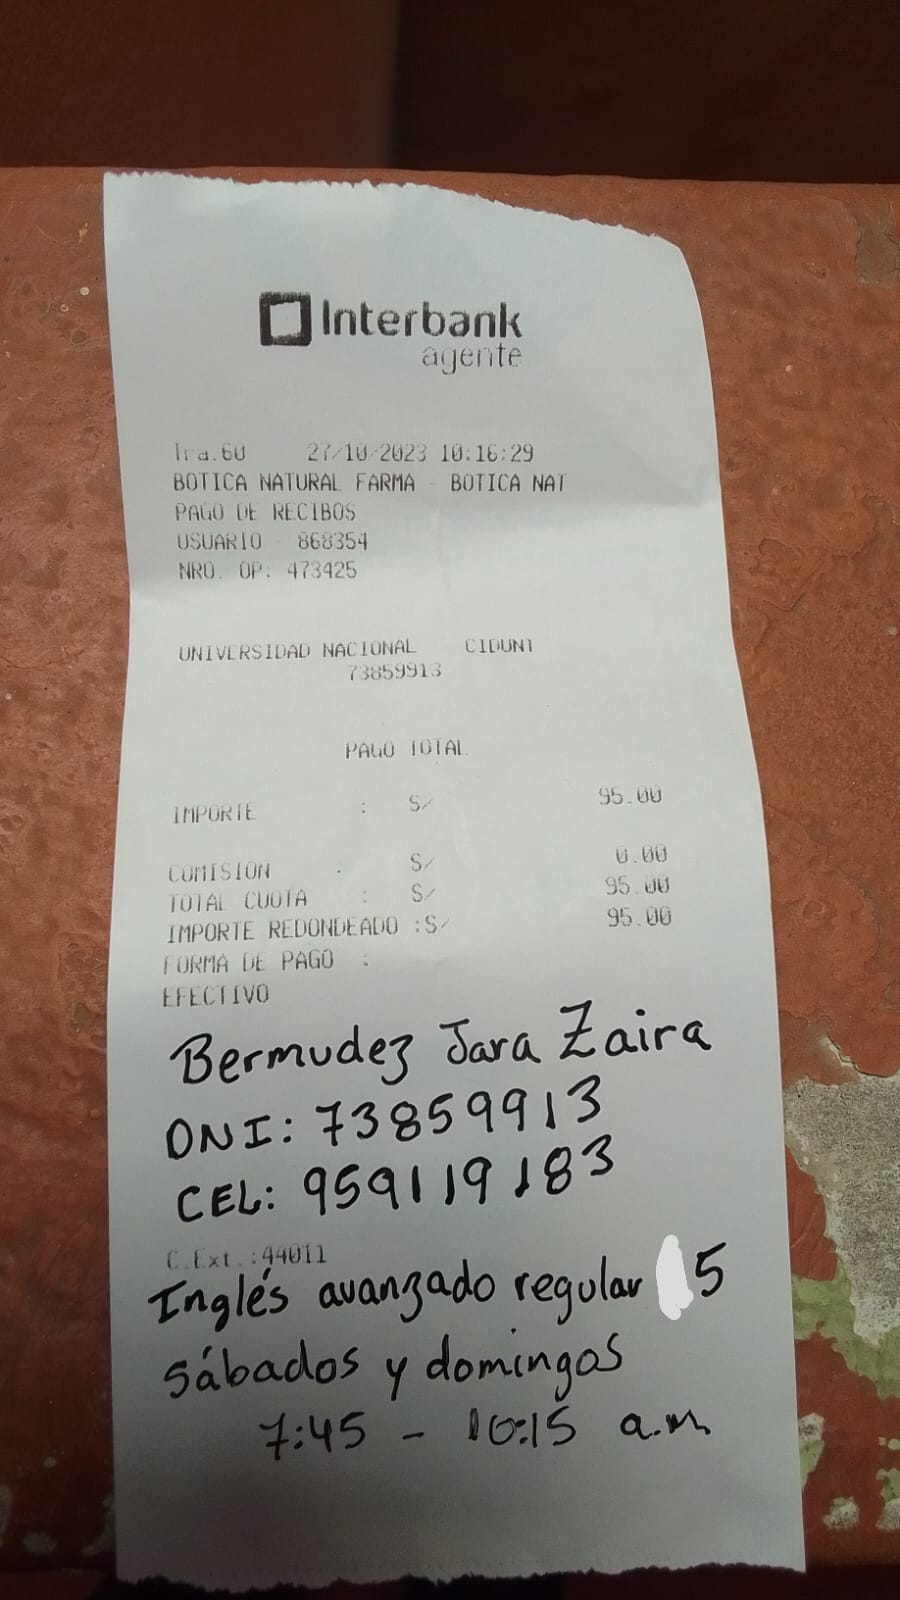 Interbank
agente
Tra.60 27/10/2023 10:16:29
BOTICA NATURAL FARMA - BOTICA NAT
PAGO DE RECIBOS
USUARIO 868354
NRO. OP: 473425
UNIVERSIDAD NACIONAL CIDUNT
73859913
PAGO TOTAL
IMPORTE : S/ 95.00
COMISION : S/ 0.00
TOTAL CUOTA : S/ 95.00
IMPORTE REDONDEADO :S/ 95.00
FORMA DE PAGO :
EFECTIVO
Bermudez Jara Zaira
DNI: 73859913
CEL: 959119183
C.Ext.:44011
Inglés avanzado regular 5
sábados y domingos
7:45 - 10:15 a.m